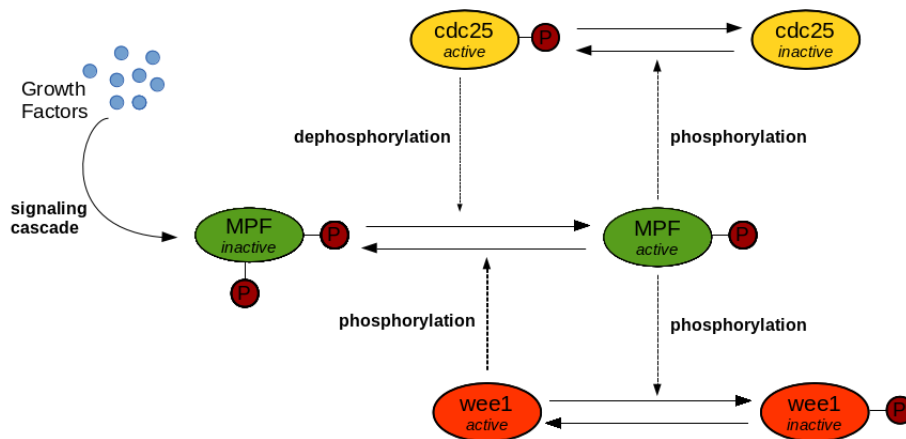 cdc25
active
P
cdc25
inactive
Growth
Factors
dephosphorylation
phosphorylation
signaling
cascade
MPF
inactive
P
P
MPF
active
P
phosphorylation
phosphorylation
wee1
active
wee1
inactive
P